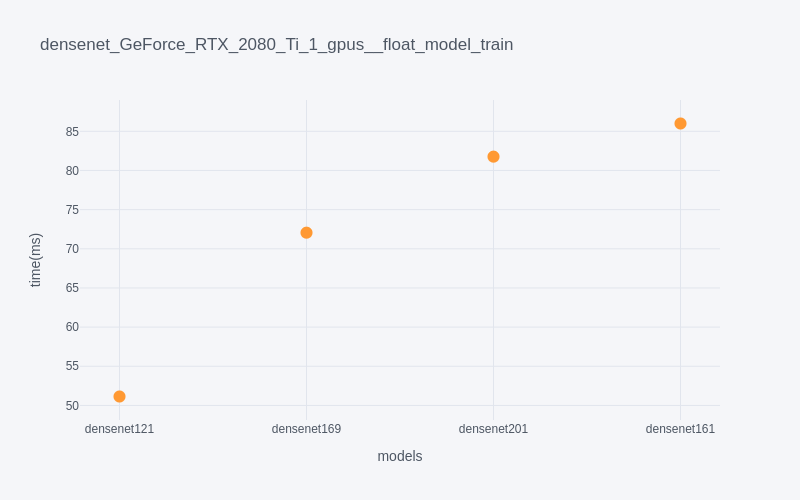 densenet_GeForce_RTX_2080_Ti_1_gpus__float_model_train
time(ms)
85
80
75
70
65
60
55
50
densenet121 densenet169 densenet201 densenet161
models